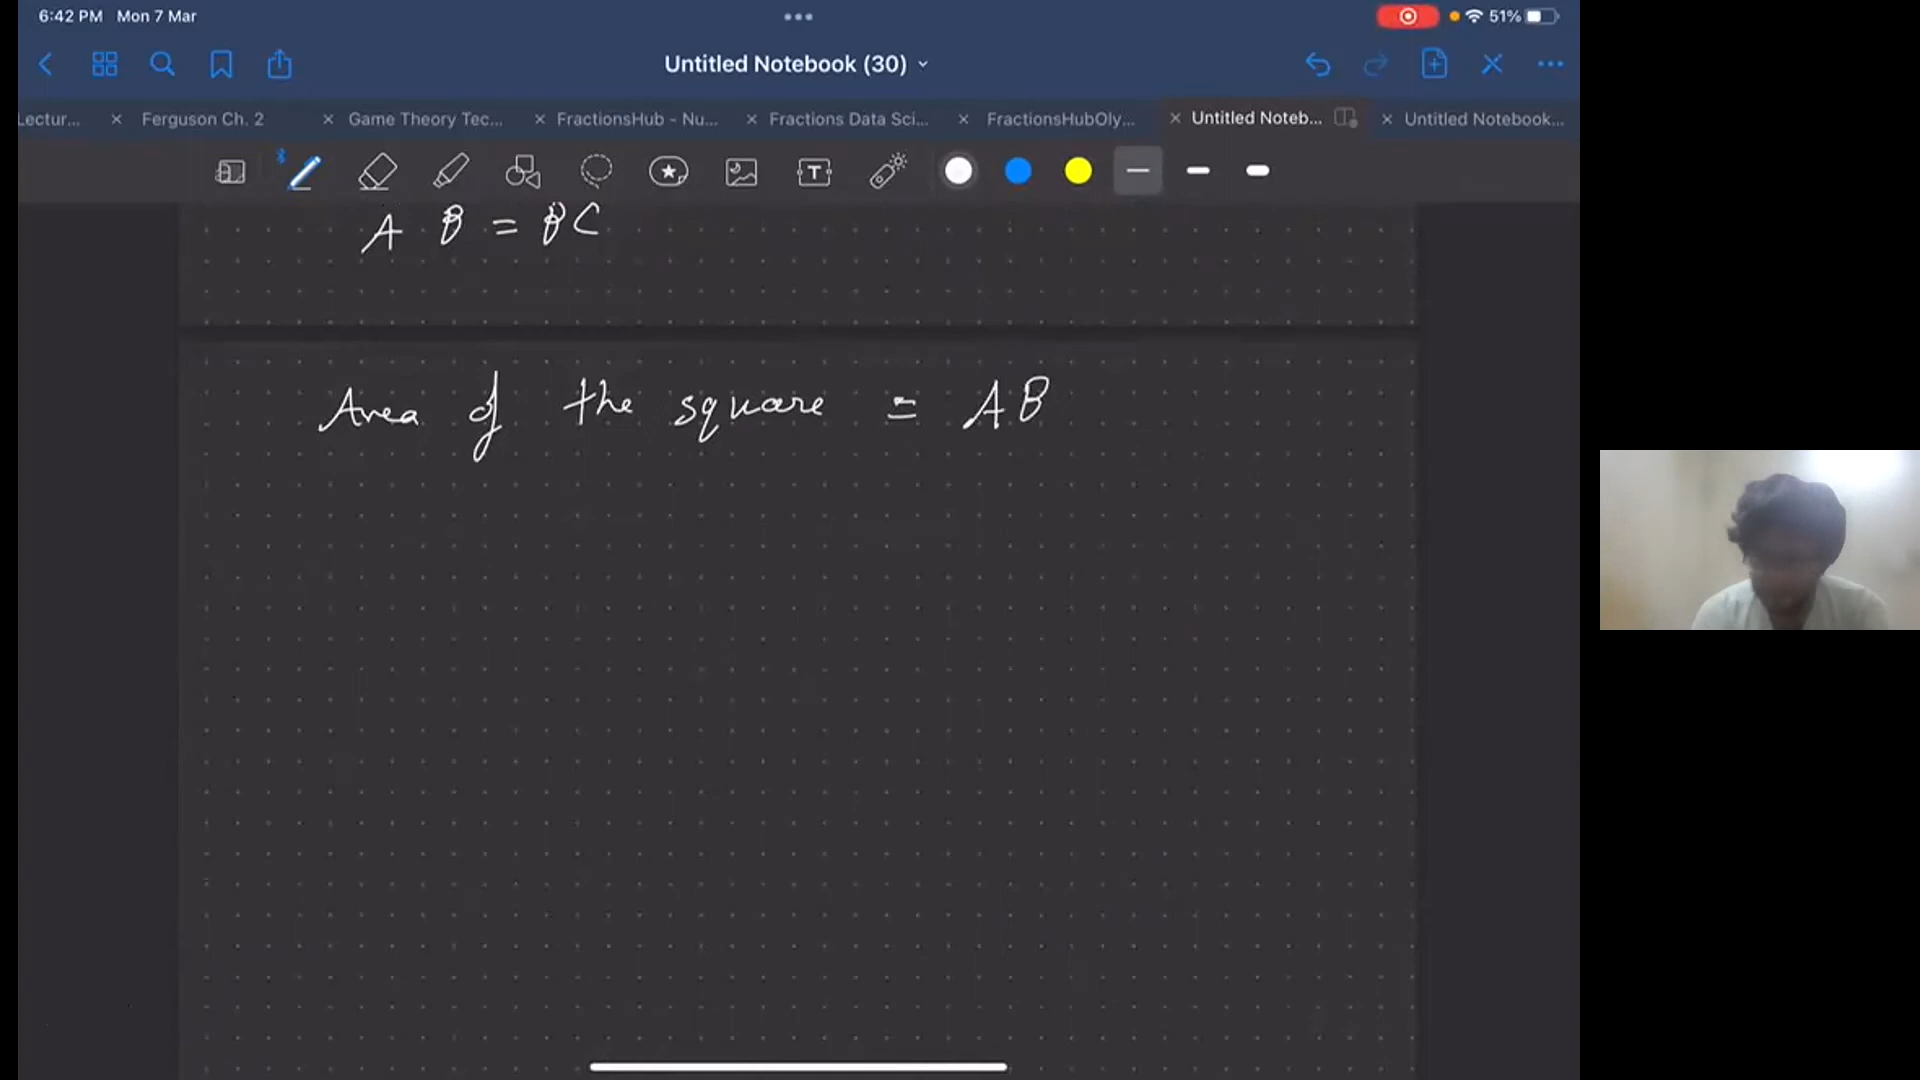 6:42 PM Mon 7 Mar
51%
Untitled Notebook (30)
Lectur...
Ferguson Ch. 2
Game Theory Tec...
FractionsHub - Nu...
Fractions Data Sci...
FractionsHubOly...
Untitled Noteb...
Untitled Notebook...
T
A B = BC
Area of the square = AB